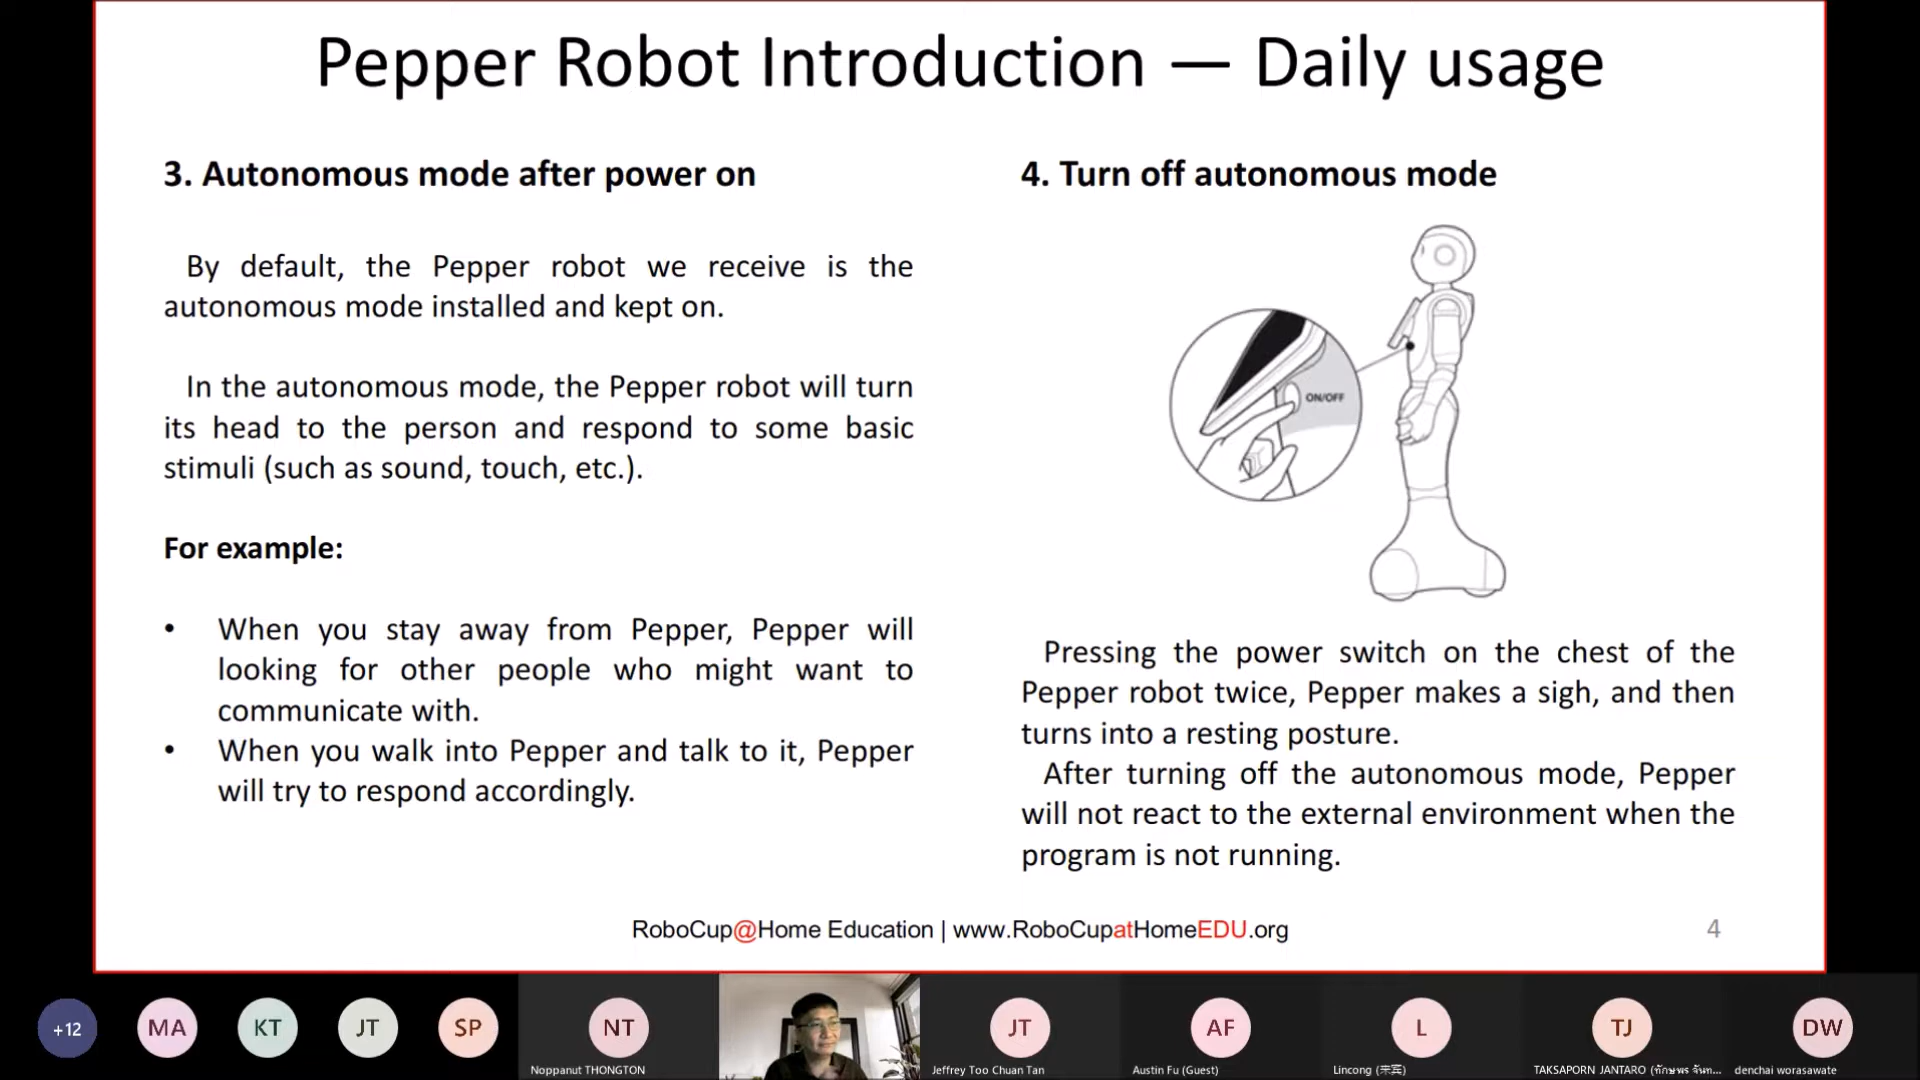 Pepper Robot Introduction — Daily usage
3. Autonomous mode after power on
By default, the Pepper robot we receive is the
autonomous mode installed and kept on.
In the autonomous mode, the Pepper robot will turn
its head to the person and respond to some basic
stimuli (such as sound, touch, etc.).
For example:
• When you stay away from Pepper, Pepper will
looking for other people who might want to
communicate with.
• When you walk into Pepper and talk to it, Pepper
will try to respond accordingly.
4. Turn off autonomous mode
ON/OFF
Pressing the power switch on the chest of the
Pepper robot twice, Pepper makes a sigh, and then
turns into a resting posture.
After turning off the autonomous mode, Pepper
will not react to the external environment when the
program is not running.
RoboCup@Home Education | www.RoboCupatHomeEDU.org
4
+12
MA
KT
JT
SP
NT
JT
AF
L
TJ
DW
Noppanut THONGTON
Jeffrey Too Chuan Tan
Austin Fu (Guest)
Lincong
TAKSAPORN JANTARO (ทักษพร จันท...
denchai worasawate